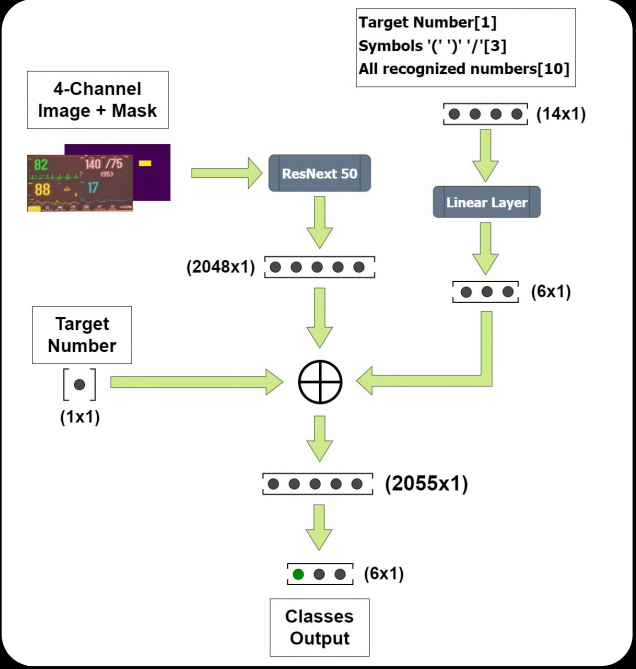 Target Number[1]
Symbols '(' ')' '/'[3]
All recognized numbers[10]
4-Channel
Image + Mask
(14x1)
82
140 /75
(95)
88
17
ResNext 50
Linear Layer
(2048x1)
(6x1)
Target
Number
(1x1)
(2055x1)
(6x1)
Classes
Output